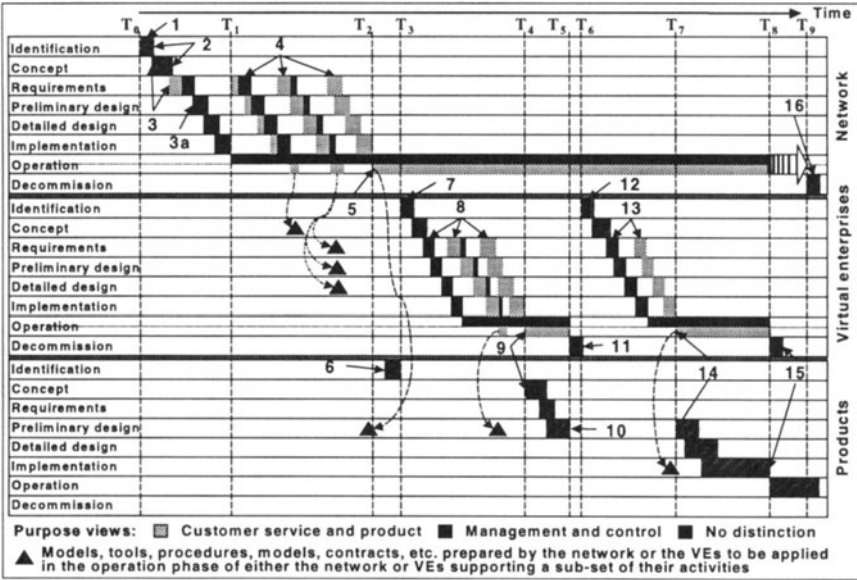 Time
T0 T1 T2 T3 T4 T5 T6 T7 T8 T9
1
Identification
2
4
Concept
Requirements
Preliminary design
3
Detailed design
16
3a
Implementation
Operation
Decommission
Network
5
7
12
Identification
8
13
Concept
Requirements
Preliminary design
Detailed design
Implementation
Operation
Decommission
9
11
Virtual enterprises
6
14
15
Identification
Concept
Requirements
Preliminary design
10
Detailed design
Implementation
Operation
Decommission
Products
Purpose views: Customer service and product Management and control No distinction
Models, tools, procedures, models, contracts, etc. prepared by the network or the VEs to be applied
in the operation phase of either the network or VEs supporting a sub-set of their activities